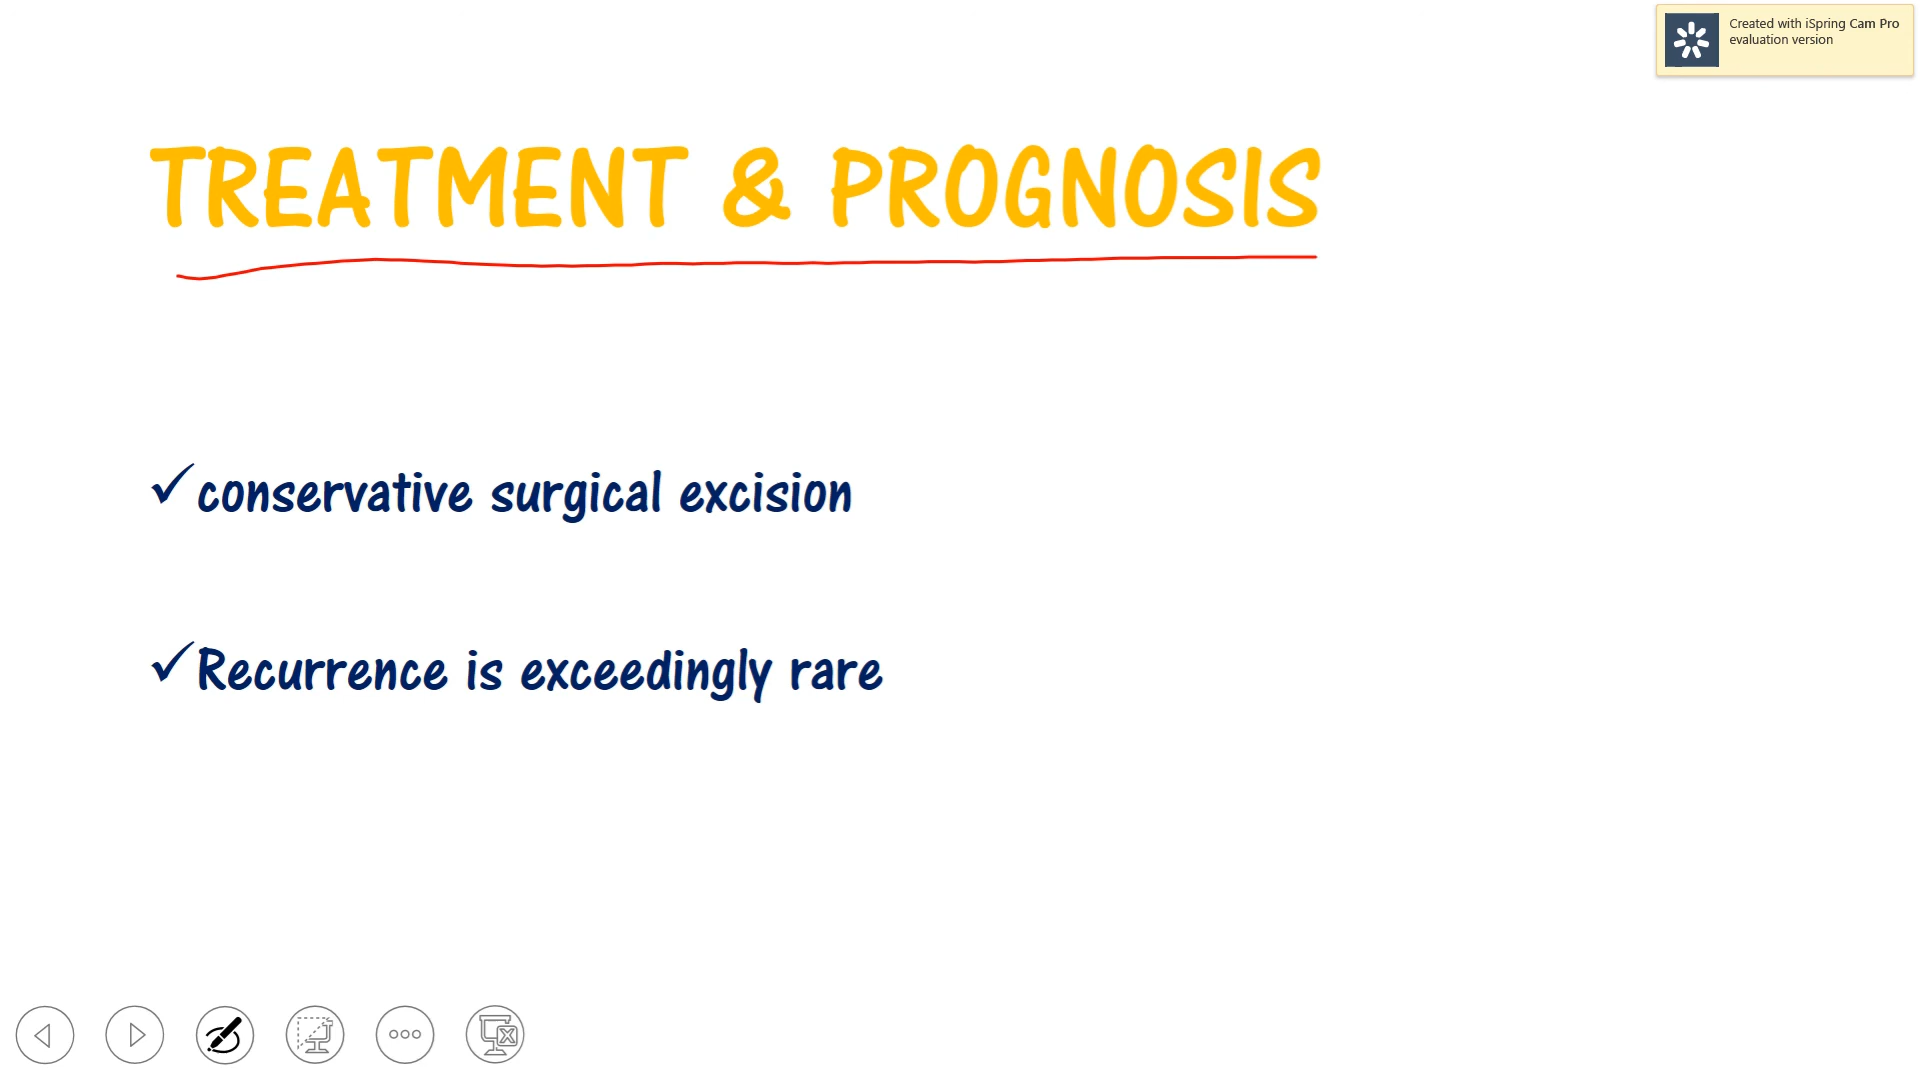 Created with iSpring Cam Pro
evaluation version
TREATMENT & PROGNOSIS
✓conservative surgical excision
✓Recurrence is exceedingly rare